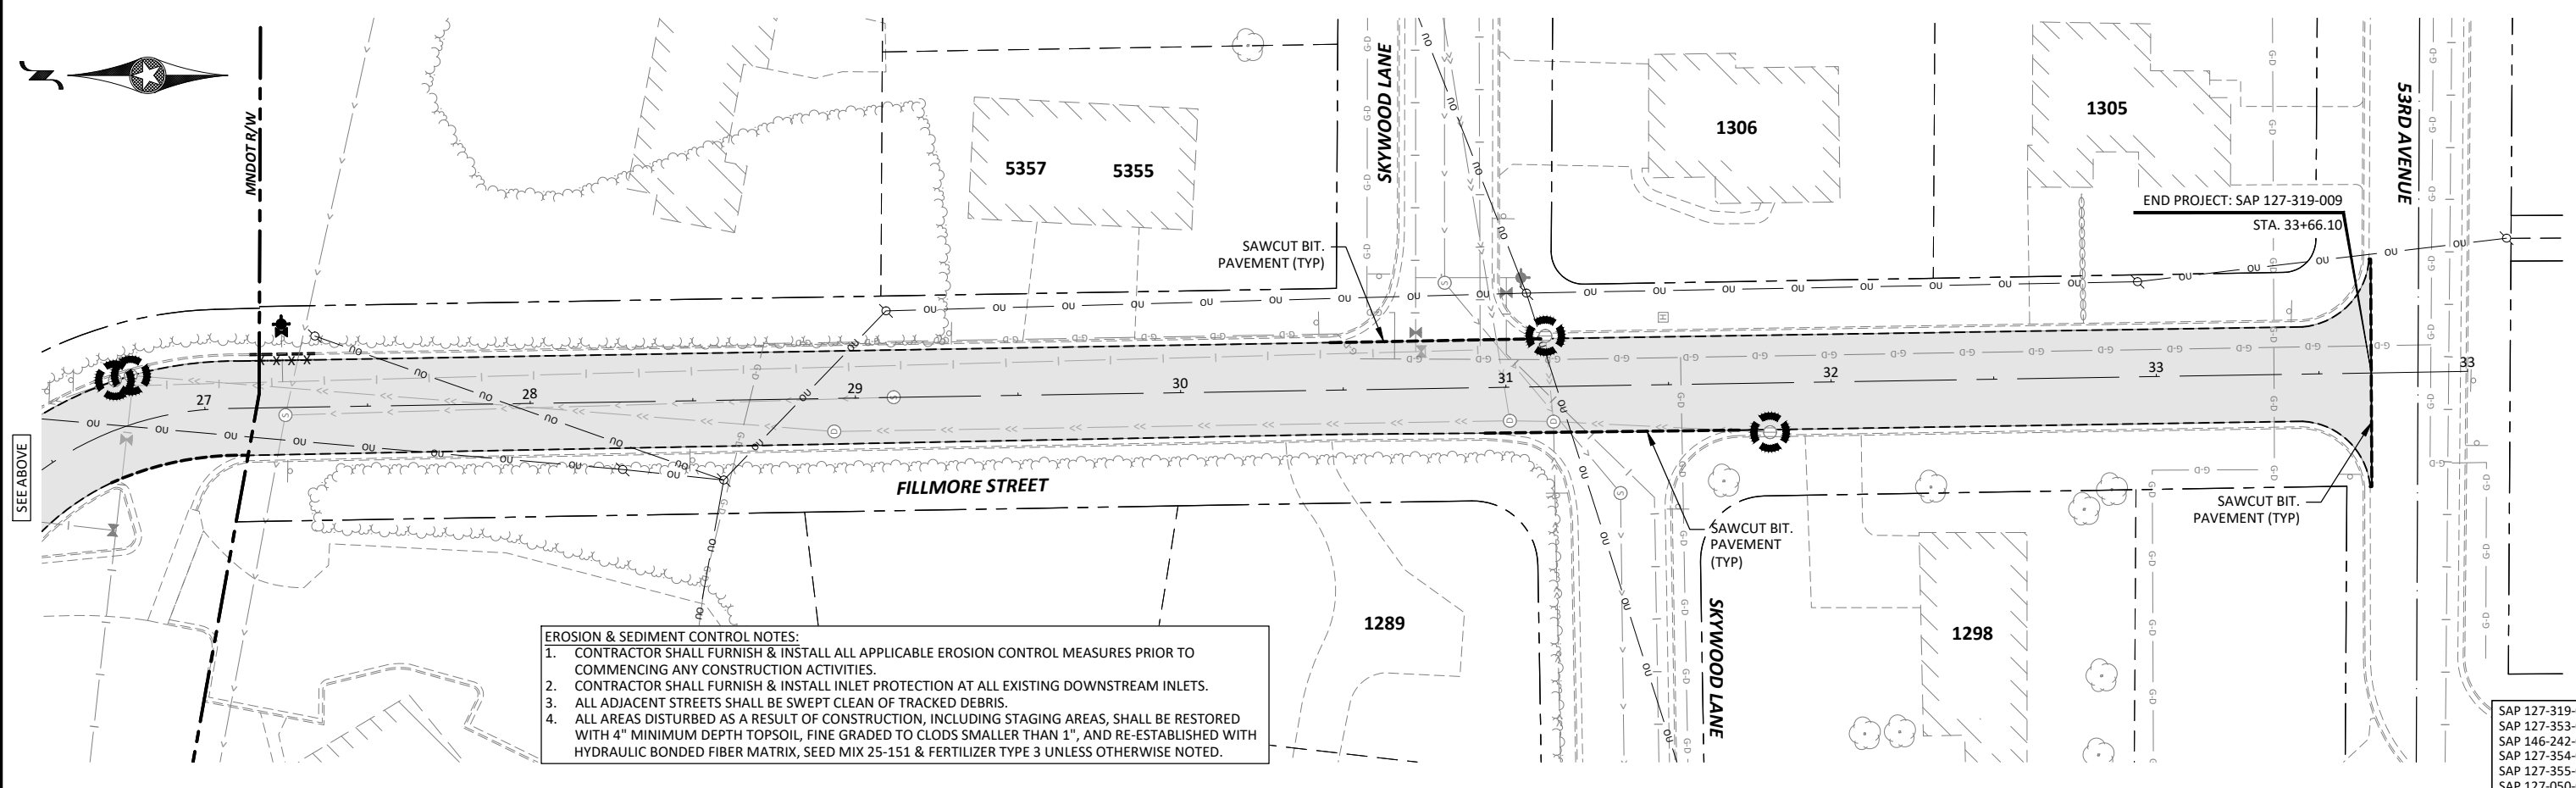 Z
MNDOT R/W
SEE ABOVE
5357
5355
SKYWOOD LANE
1306
1305
53RD AVENUE
END PROJECT: SAP 127-319-009
STA. 33+66.10
SAWCUT BIT.
PAVEMENT (TYP)
27
28
29
30
31
32
33
33
FILLMORE STREET
SAWCUT BIT.
PAVEMENT
(TYP)
SAWCUT BIT.
PAVEMENT (TYP)
1289
SKYWOOD LANE
1298
EROSION & SEDIMENT CONTROL NOTES:
1. CONTRACTOR SHALL FURNISH & INSTALL ALL APPLICABLE EROSION CONTROL MEASURES PRIOR TO
COMMENCING ANY CONSTRUCTION ACTIVITIES.
2. CONTRACTOR SHALL FURNISH & INSTALL INLET PROTECTION AT ALL EXISTING DOWNSTREAM INLETS.
3. ALL ADJACENT STREETS SHALL BE SWEPT CLEAN OF TRACKED DEBRIS.
4. ALL AREAS DISTURBED AS A RESULT OF CONSTRUCTION, INCLUDING STAGING AREAS, SHALL BE RESTORED
WITH 4" MINIMUM DEPTH TOPSOIL, FINE GRADED TO CLODS SMALLER THAN 1", AND RE-ESTABLISHED WITH
HYDRAULIC BONDED FIBER MATRIX, SEED MIX 25-151 & FERTILIZER TYPE 3 UNLESS OTHERWISE NOTED.
SAP 127-319-
SAP 127-353-
SAP 146-242-
SAP 127-354-
SAP 127-355-
SAP 127-050-